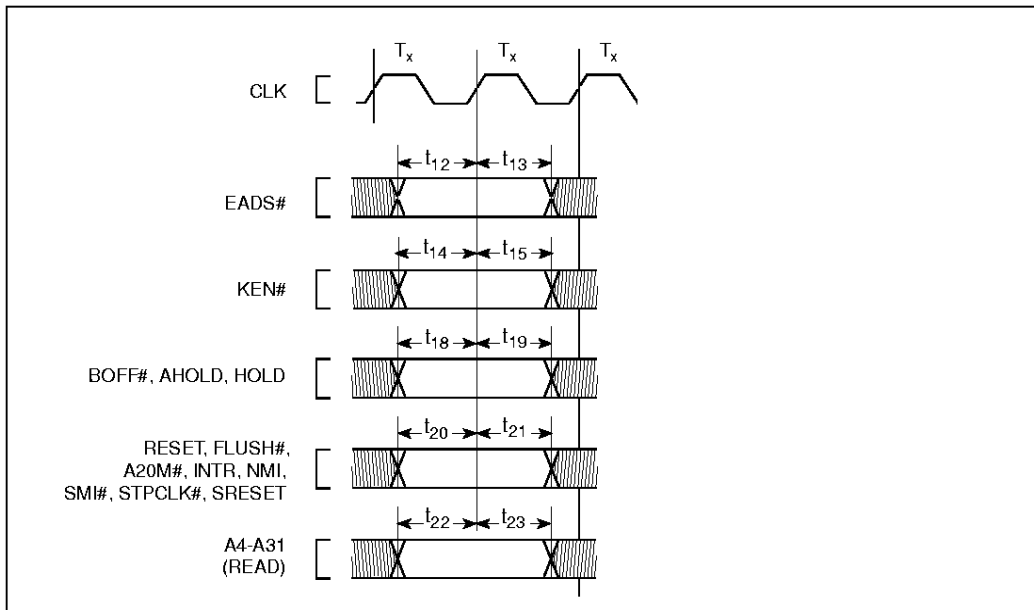 Tx Tx Tx
CLK
t12 t13
EADS#
t14 t15
KEN#
t18 t19
BOFF#, AHOLD, HOLD
t20 t21
RESET, FLUSH#,
A20M#, INTR, NMI,
SMI#, STPCLK#, SRESET
t22 t23
A4-A31
(READ)